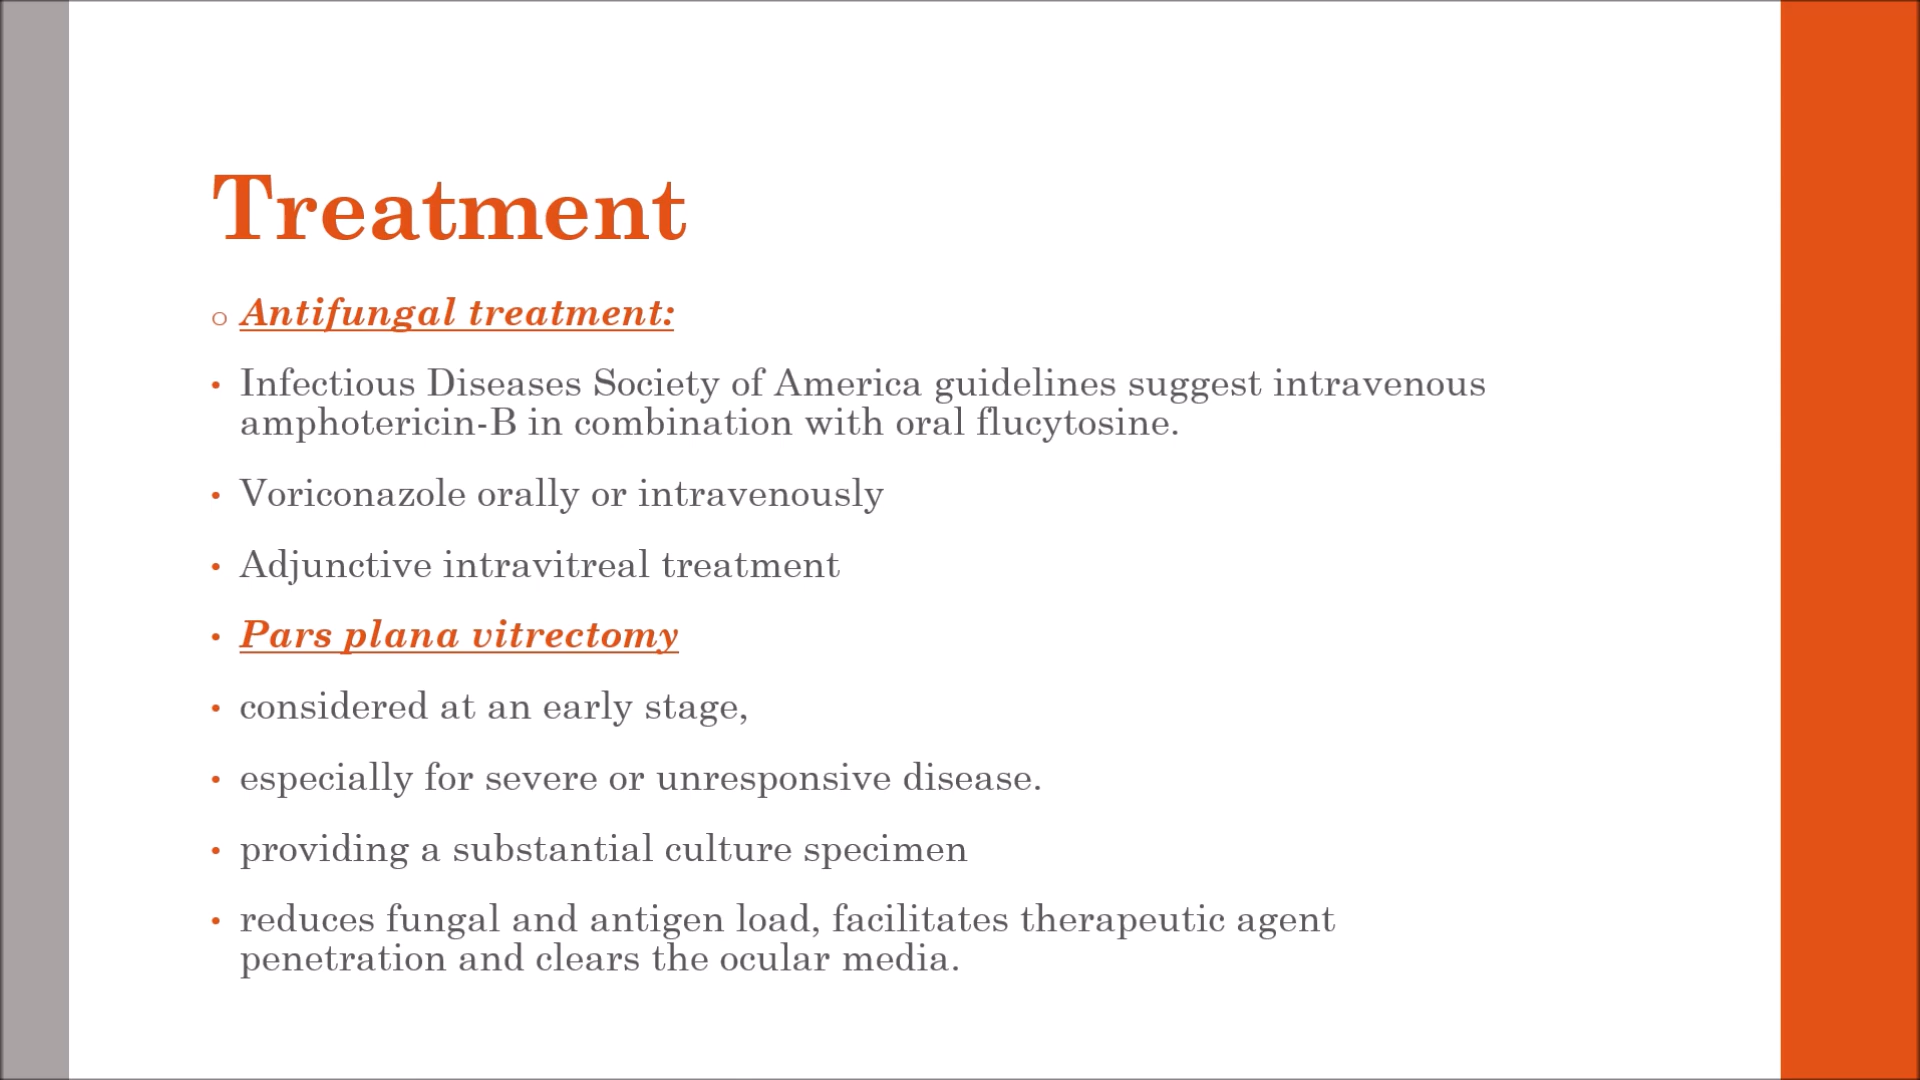 Treatment
o Antifungal treatment:
• Infectious Diseases Society of America guidelines suggest intravenous
amphotericin-B in combination with oral flucytosine.
• Voriconazole orally or intravenously
• Adjunctive intravitreal treatment
• Pars plana vitrectomy
• considered at an early stage,
• especially for severe or unresponsive disease.
• providing a substantial culture specimen
• reduces fungal and antigen load, facilitates therapeutic agent
penetration and clears the ocular media.